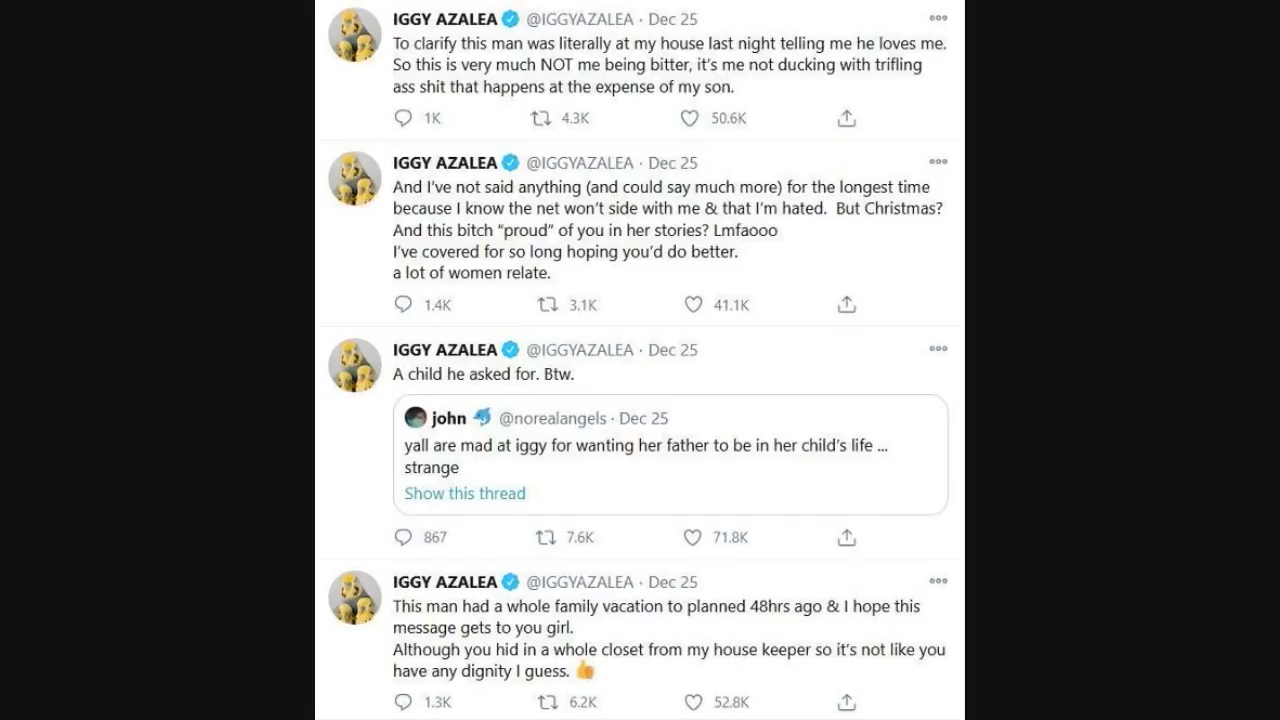 IGGY AZALEA @IGGYAZALEA · Dec 25
To clarify this man was literally at my house last night telling me he loves me.
So this is very much NOT me being bitter, it's me not ducking with trifling
ass shit that happens at the expense of my son.
1K 4.3K 50.6K
IGGY AZALEA @IGGYAZALEA · Dec 25
And I've not said anything (and could say much more) for the longest time
because I know the net won't side with me & that I'm hated. But Christmas?
And this bitch “proud” of you in her stories? Lmfaooo
I've covered for so long hoping you'd do better.
a lot of women relate.
1.4K 3.1K 41.1K
IGGY AZALEA @IGGYAZALEA · Dec 25
A child he asked for. Btw.
john 🐬 @norealangels · Dec 25
yall are mad at iggy for wanting her father to be in her child's life ...
strange
Show this thread
867 7.6K 71.8K
IGGY AZALEA @IGGYAZALEA · Dec 25
This man had a whole family vacation to planned 48hrs ago & I hope this
message gets to you girl.
Although you hid in a whole closet from my house keeper so it's not like you
have any dignity I guess. 👍
1.3K 6.2K 52.8K